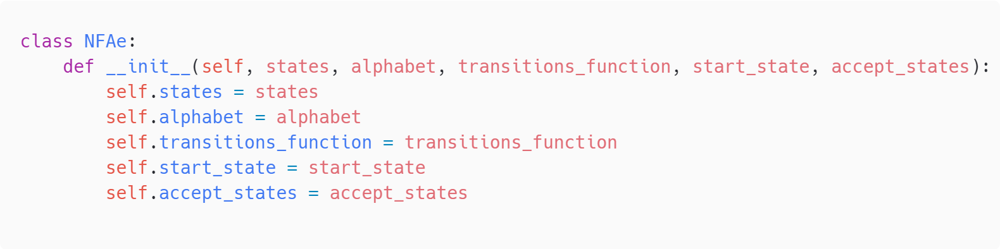 class NFAe:
    def __init__(self, states, alphabet, transitions_function, start_state, accept_states):
        self.states = states
        self.alphabet = alphabet
        self.transitions_function = transitions_function
        self.start_state = start_state
        self.accept_states = accept_states